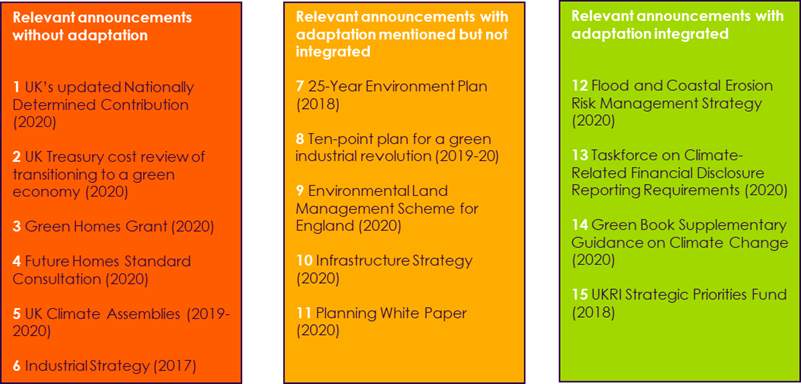 Relevant announcements
without adaptation
1 UK's updated Nationally
Determined Contribution
(2020)
2 UK Treasury cost review of
transitioning to a green
economy (2020)
3 Green Homes Grant (2020)
4 Future Homes Standard
Consultation (2020)
5 UK Climate Assemblies (2019-
2020)
6 Industrial Strategy (2017)
Relevant announcements with
adaptation mentioned but not
integrated
7 25-Year Environment Plan
(2018)
8 Ten-point plan for a green
industrial revolution (2019-20)
9 Environmental Land
Management Scheme for
England (2020)
10 Infrastructure Strategy
(2020)
11 Planning White Paper
(2020)
Relevant announcements with
adaptation integrated
12 Flood and Coastal Erosion
Risk Management Strategy
(2020)
13 Taskforce on Climate-
Related Financial Disclosure
Reporting Requirements (2020)
14 Green Book Supplementary
Guidance on Climate Change
(2020)
15 UKRI Strategic Priorities Fund
(2018)